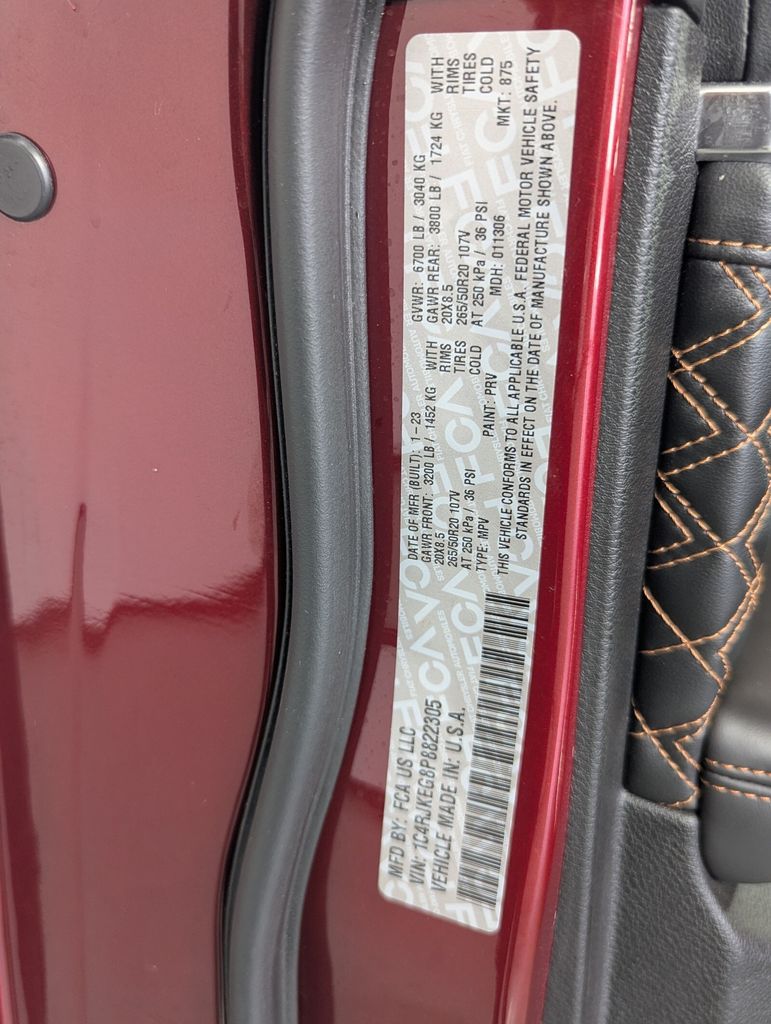 MFD BY: FCA US LLC
DATE OF MFR (BUILT): 1-23
GVWR: 6700 LB / 3040 KG
GAWR FRONT: 3200 LB / 1452 KG WITH
GAWR REAR: 3800 LB / 1724 KG WITH
20X8.5 RIMS
20X8.5 RIMS
265/50R20 107V TIRES
265/50R20 107V TIRES
AT 250 kPa / 36 PSI COLD
AT 250 kPa / 36 PSI COLD
VIN: 1C4RJKEG8P8822305
TYPE: MPV
PAINT: PRV
MDH: 011306
MKT: 875
VEHICLE MADE IN: U.S.A.
THIS VEHICLE CONFORMS TO ALL APPLICABLE U.S.A. FEDERAL MOTOR VEHICLE SAFETY
STANDARDS IN EFFECT ON THE DATE OF MANUFACTURE SHOWN ABOVE.